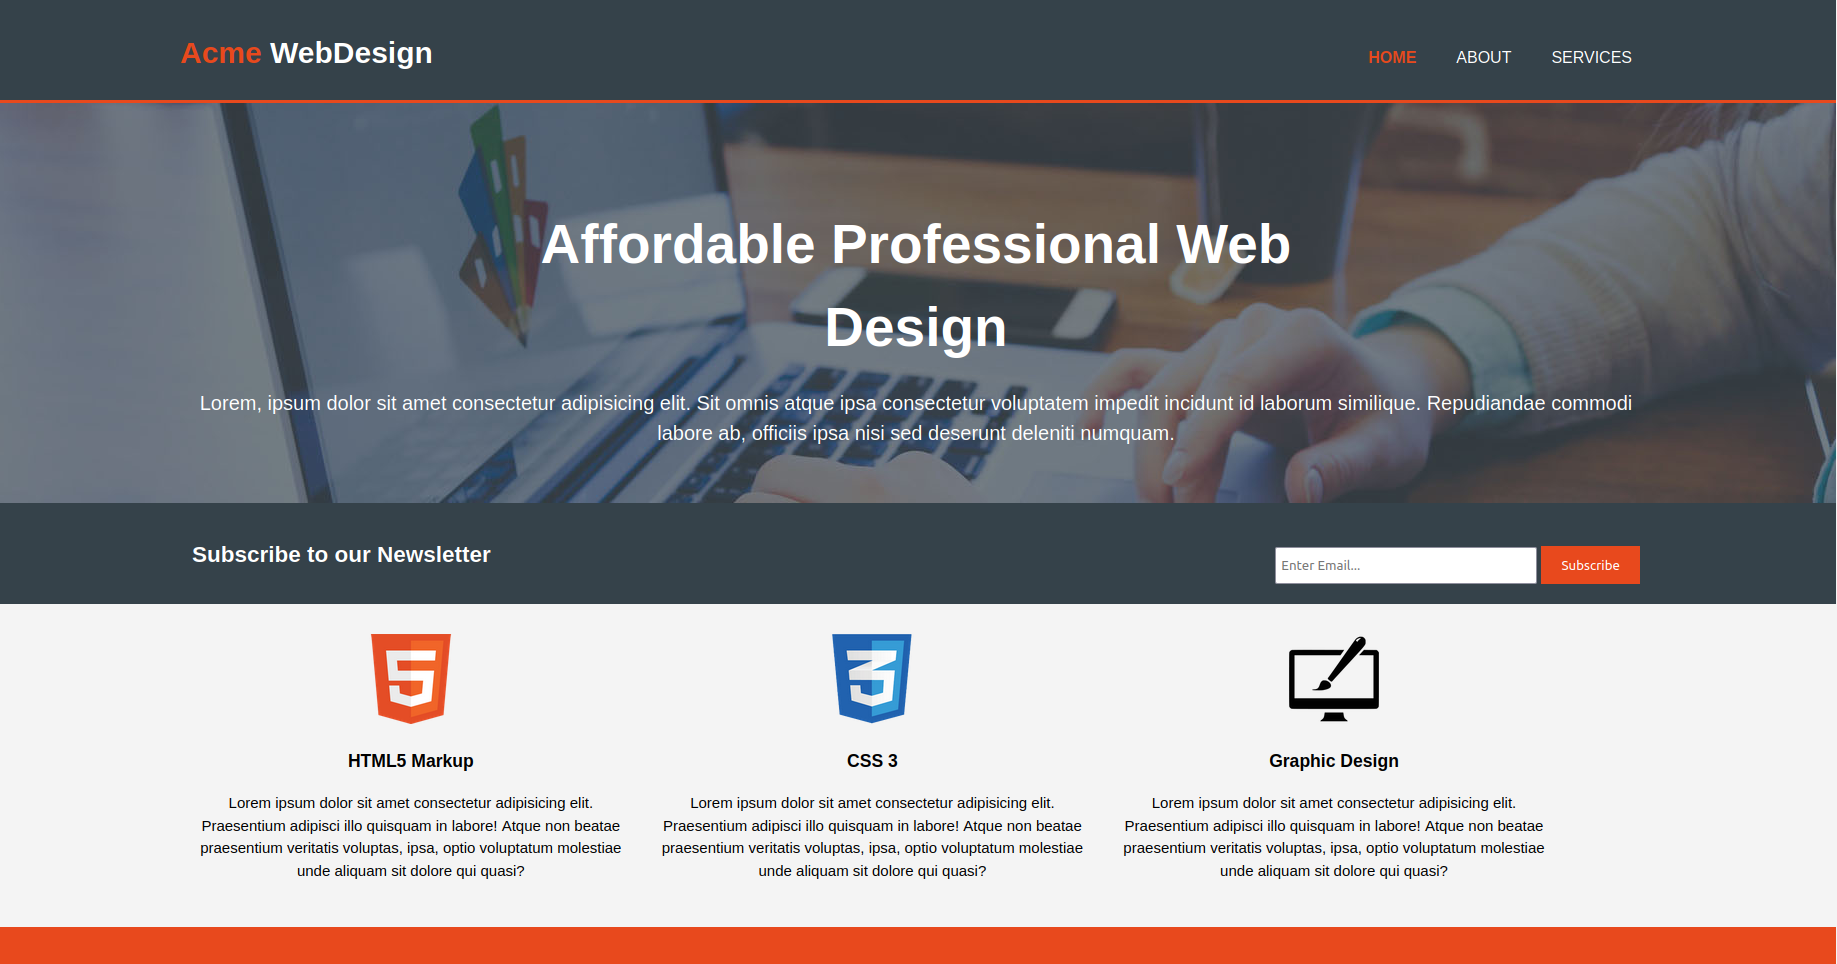 Acme WebDesign
HOME ABOUT SERVICES
Affordable Professional Web
Design
Lorem, ipsum dolor sit amet consectetur adipisicing elit. Sit omnis atque ipsa consectetur voluptatem impedit incidunt id laborum similique. Repudiandae commodi
labore ab, officiis ipsa nisi sed deserunt deleniti numquam.
Subscribe to our Newsletter
Enter Email...
Subscribe
HTML5 Markup
Lorem ipsum dolor sit amet consectetur adipisicing elit.
Praesentium adipisci illo quisquam in labore! Atque non beatae
praesentium veritatis voluptas, ipsa, optio voluptatum molestiae
unde aliquam sit dolore qui quasi?
CSS 3
Lorem ipsum dolor sit amet consectetur adipisicing elit.
Praesentium adipisci illo quisquam in labore! Atque non beatae
praesentium veritatis voluptas, ipsa, optio voluptatum molestiae
unde aliquam sit dolore qui quasi?
Graphic Design
Lorem ipsum dolor sit amet consectetur adipisicing elit.
Praesentium adipisci illo quisquam in labore! Atque non beatae
praesentium veritatis voluptas, ipsa, optio voluptatum molestiae
unde aliquam sit dolore qui quasi?